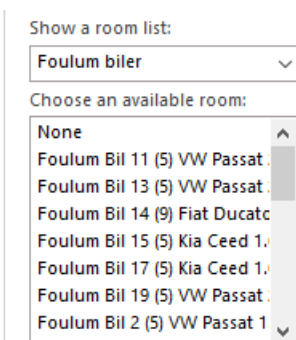 Show a room list:
Foulum biler
Choose an available room:
None
Foulum Bil 11 (5) VW Passat
Foulum Bil 13 (5) VW Passat
Foulum Bil 14 (9) Fiat Ducato
Foulum Bil 15 (5) Kia Ceed 1.
Foulum Bil 17 (5) Kia Ceed 1.
Foulum Bil 19 (5) VW Passat
Foulum Bil 2 (5) VW Passat 1